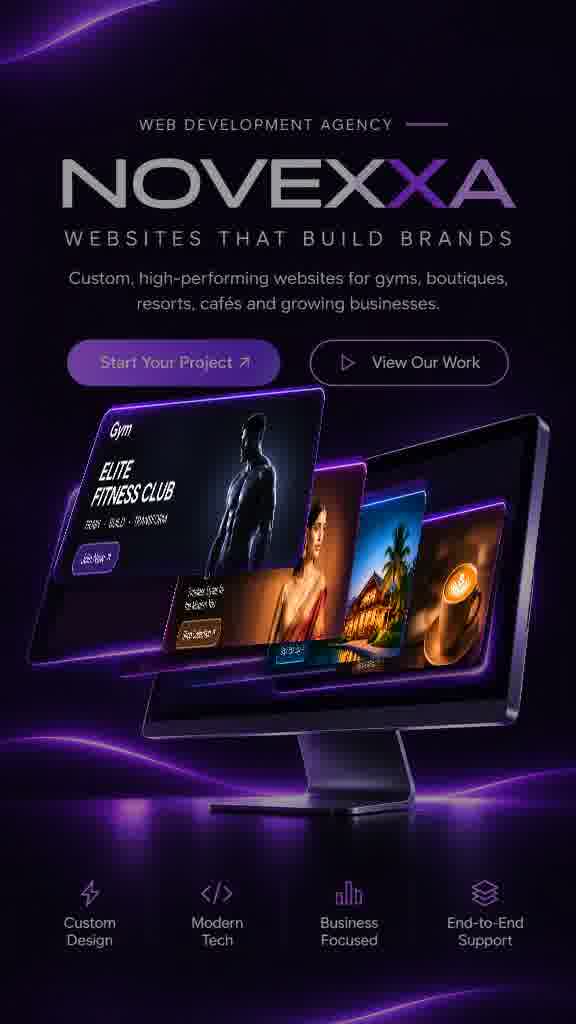 WEB DEVELOPMENT AGENCY
NOVEXXA
WEBSITES THAT BUILD BRANDS
Custom, high-performing websites for gyms, boutiques,
resorts, cafés and growing businesses.
Start Your Project
View Our Work
Gym
ELITE
FITNESS CLUB
BUILD · TRANSFORM
Join Now
Custom
Design
Modern
Tech
Business
Focused
End-to-End
Support